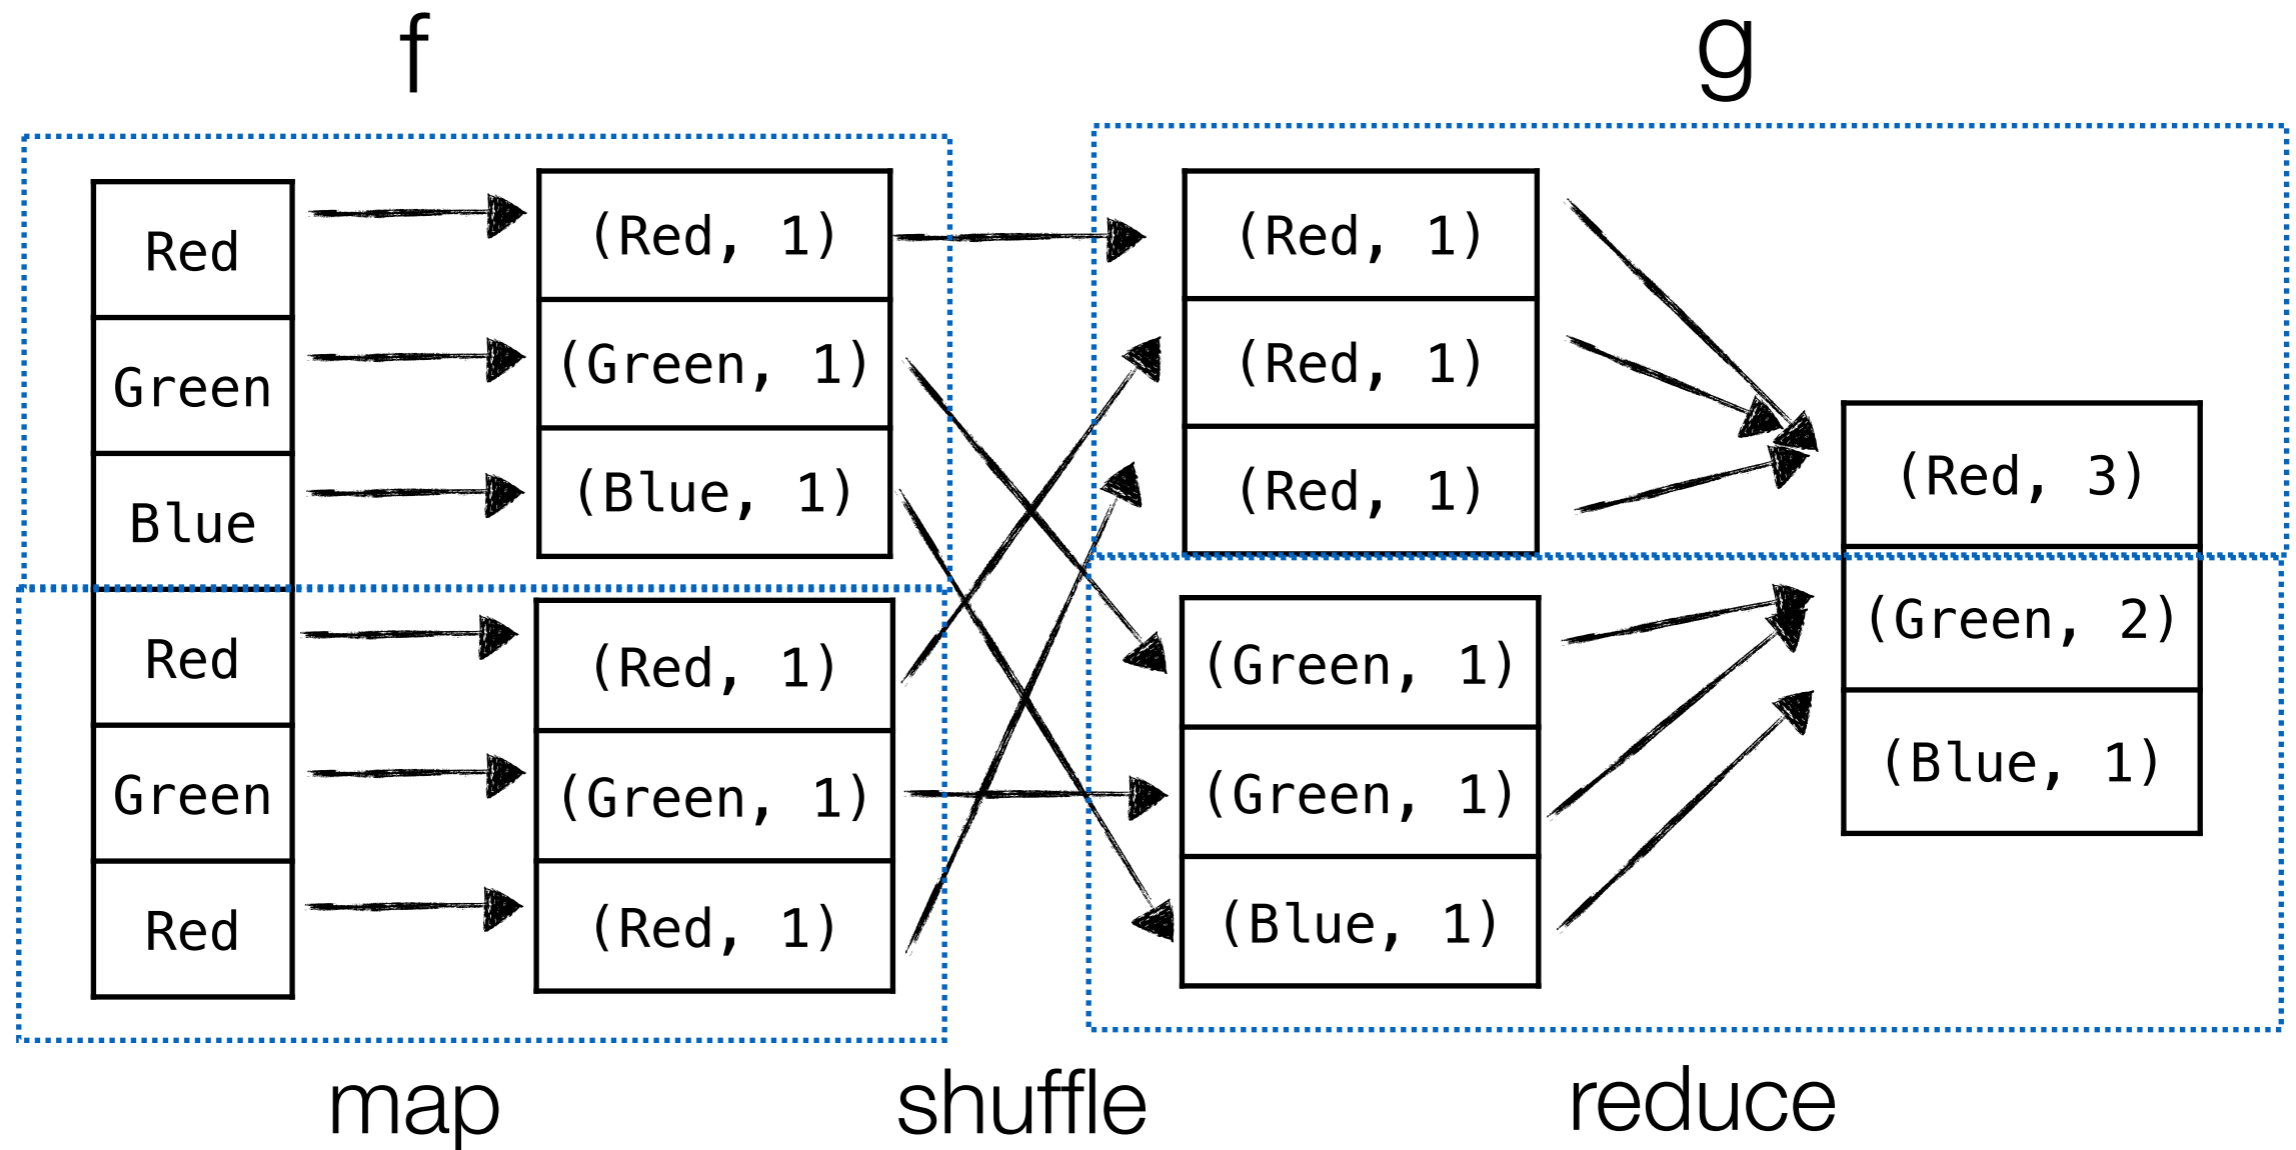 f
g
Red
Green
Blue
Red
Green
Red
(Red, 1)
(Green, 1)
(Blue, 1)
(Red, 1)
(Green, 1)
(Red, 1)
(Red, 1)
(Red, 1)
(Red, 1)
(Green, 1)
(Green, 1)
(Blue, 1)
(Red, 3)
(Green, 2)
(Blue, 1)
map
shuffle
reduce